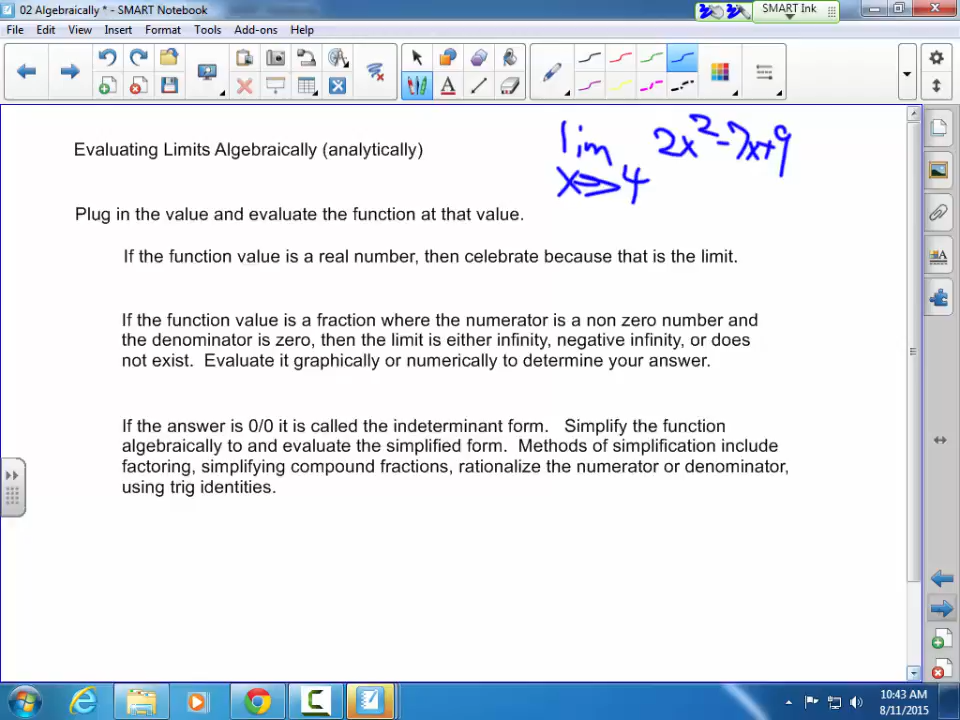 02 Algebraically * - SMART Notebook
SMART Ink
File Edit View Insert Format Tools Add-ons Help
lim 2x²-7x+9
x→4
Evaluating Limits Algebraically (analytically)
Plug in the value and evaluate the function at that value.
If the function value is a real number, then celebrate because that is the limit.
If the function value is a fraction where the numerator is a non zero number and
the denominator is zero, then the limit is either infinity, negative infinity, or does
not exist. Evaluate it graphically or numerically to determine your answer.
If the answer is 0/0 it is called the indeterminant form. Simplify the function
algebraically to and evaluate the simplified form. Methods of simplification include
factoring, simplifying compound fractions, rationalize the numerator or denominator,
using trig identities.
10:43 AM
8/11/2015